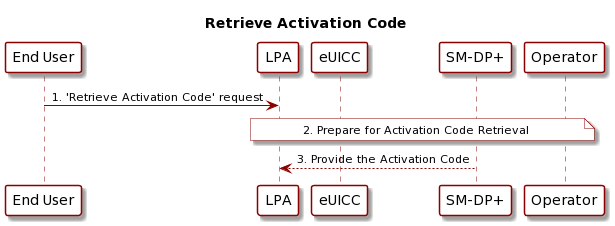 Retrieve Activation Code
End User
LPA
eUICC
SM-DP+
Operator
1. 'Retrieve Activation Code' request
2. Prepare for Activation Code Retrieval
3. Provide the Activation Code
End User
LPA
eUICC
SM-DP+
Operator